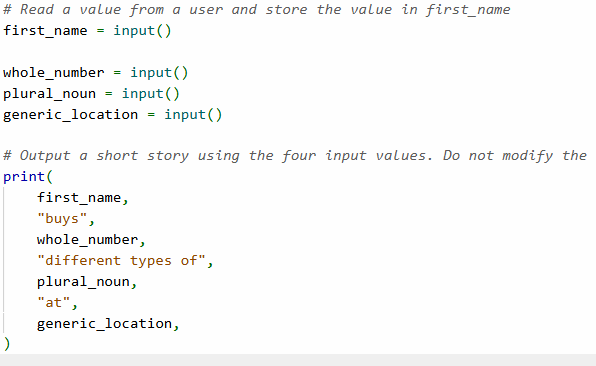 # Read a value from a user and store the value in first_name
first_name = input()

whole_number = input()
plural_noun = input()
generic_location = input()

# Output a short story using the four input values. Do not modify the
print(
    first_name,
    "buys",
    whole_number,
    "different types of",
    plural_noun,
    "at",
    generic_location,
)